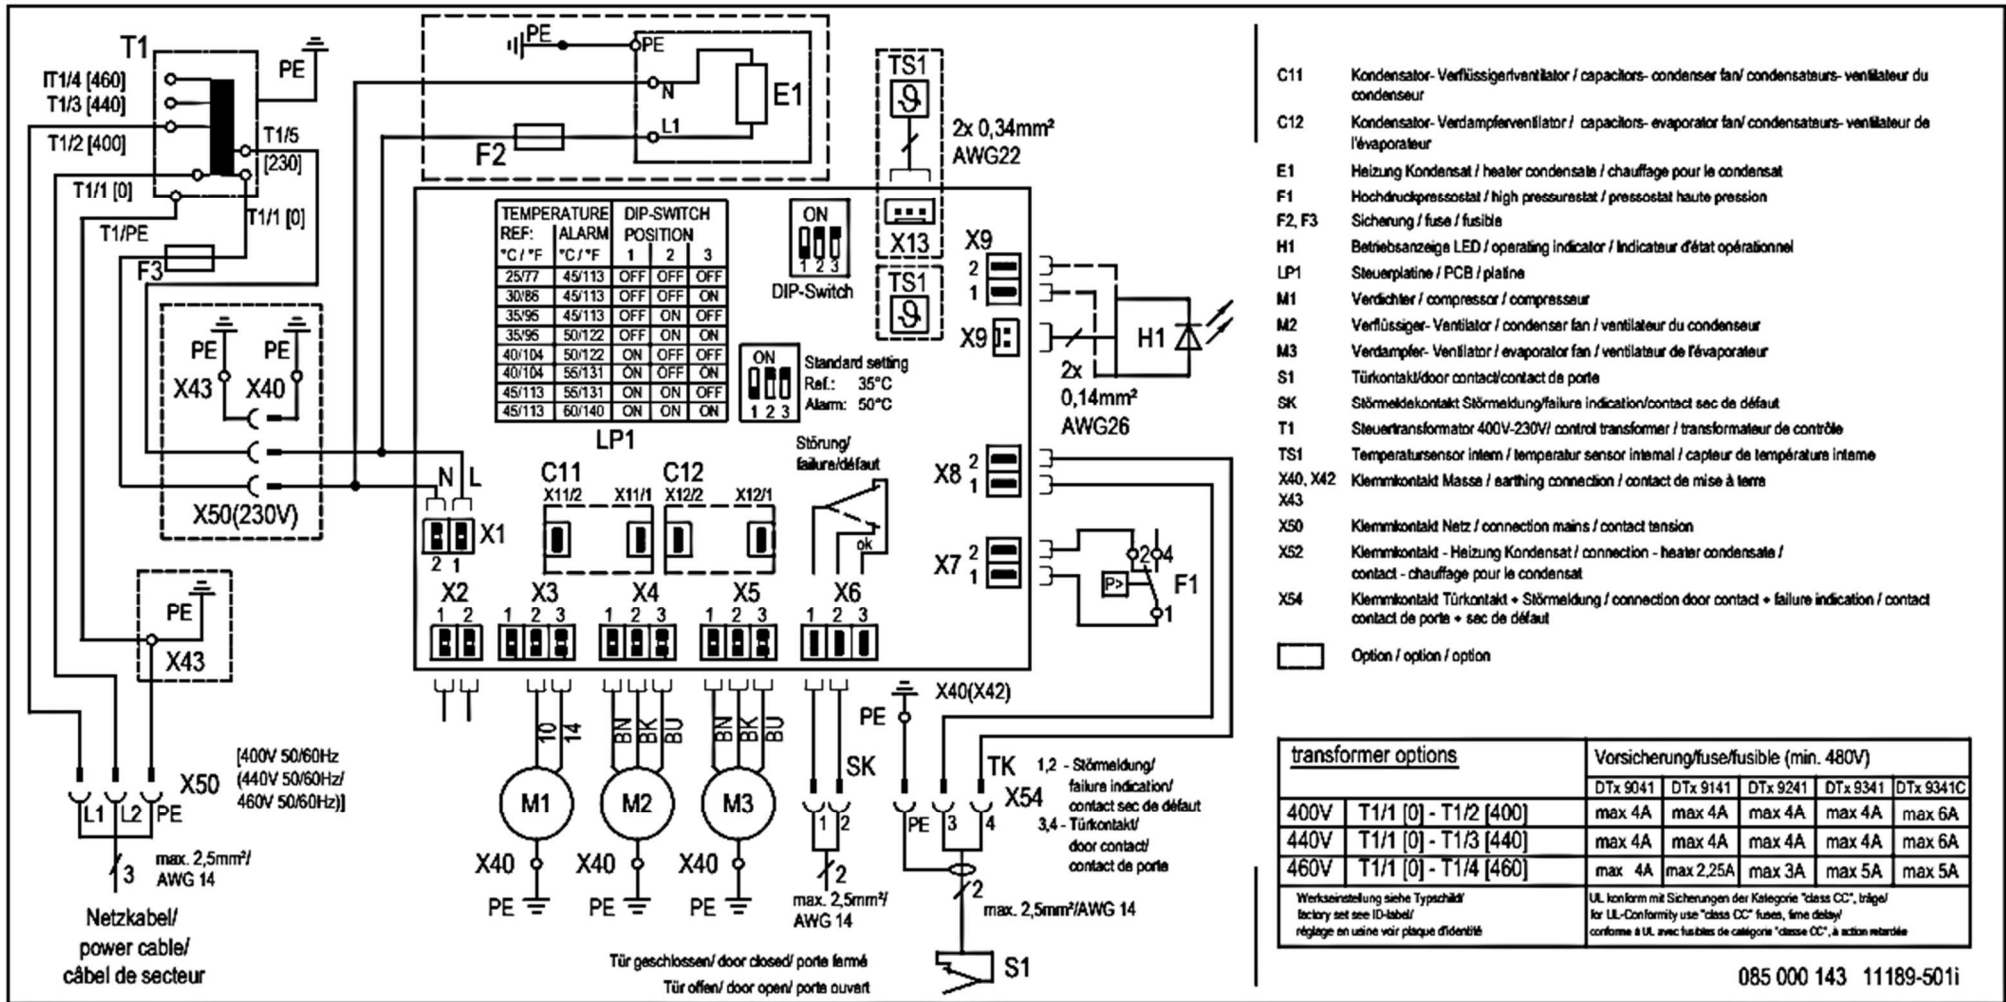 T1
IT1/4 [460]
T1/3 [440]
T1/2 [400]
T1/1 [0]
T1/PE
PE
T1/5
[230]
T1/1 [0]
F3
PE
PE
X43
X40
X50(230V)
PE
X43
X50
[400V 50/60Hz
(440V 50/60Hz/
460V 50/60Hz)]
L1
L2
PE
3
max. 2,5mm²/
AWG 14
Netzkabel/
power cable/
câbel de secteur
PE
PE
N
L1
E1
F2
TS1
2x 0,34mm²
AWG22
X13
TS1
TEMPERATURE DIP-SWITCH
REF: ALARM POSITION
°C / °F °C / °F 1 2 3
25/77 45/113 OFF OFF OFF
30/86 45/113 OFF OFF ON
35/95 45/113 OFF ON OFF
35/95 50/122 OFF ON ON
40/104 50/122 ON OFF OFF
40/104 55/131 ON OFF ON
45/113 55/131 ON ON OFF
45/113 60/140 ON ON ON
LP1
ON
1 2 3
DIP-Switch
ON
1 2 3
Standard setting
Ref.: 35°C
Alarm: 50°C
Störung/
failure/défaut
ok
N L
X1
2 1
C11
X11/2 X11/1
C12
X12/2 X12/1
X2
1 2
X3
1 2 3
X4
1 2 3
X5
1 2 3
X6
1 2 3
X9
2
1
X9
2x
0,14mm²
AWG26
H1
X8
2
1
X7
2
1
2 4
P>
F1
1
10 14
BN BK BU
BN BK BU
M1
M2
M3
X40
X40
X40
PE
PE
PE
SK
1 2
2
max. 2,5mm²/
AWG 14
X40(X42)
PE
TK
X54
PE 3 4
1,2 - Störmeldung/
failure indication/
contact sec de défaut
3,4 - Türkontakt/
door contact/
contact de porte
2
max. 2,5mm²/AWG 14
Tür geschlossen/ door closed/ porte fermé
Tür offen/ door open/ porte ouvert
S1
C11 Kondensator- Verflüssigerlventilator / capacitors- condenser fan/ condensateurs- ventilateur du
condenseur
C12 Kondensator- Verdampferventilator / capacitors- evaporator fan/ condensateurs- ventilateur de
l'évaporateur
E1 Heizung Kondensat / heater condensate / chauffage pour le condensat
F1 Hochdruckpressostat / high pressurestat / pressostat haute pression
F2, F3 Sicherung / fuse / fusible
H1 Betriebsanzeige LED / operating indicator / Indicateur d'état opérationnel
LP1 Steuerplatine / PCB / platine
M1 Verdichter / compressor / compresseur
M2 Verflüssiger- Ventilator / condenser fan / ventilateur du condenseur
M3 Verdampfer- Ventilator / evaporator fan / ventilateur de l'évaporateur
S1 Türkontakt/door contact/contact de porte
SK Störmeldekontakt Störmeldung/failure indication/contact sec de défaut
T1 Steuertransformator 400V-230V/ control transformer / transformateur de contrôle
TS1 Temperatursensor intern / temperatur sensor internal / capteur de température interne
X40, X42 Klemmkontakt Masse / earthing connection / contact de mise à terre
X43
X50 Klemmkontakt Netz / connection mains / contact tension
X52 Klemmkontakt - Heizung Kondensat / connection - heater condensate /
contact - chauffage pour le condensat
X54 Klemmkontakt Türkontakt + Störmeldung / connection door contact + failure indication / contact
contact de porte + sec de défaut
Option / option / option
transformer options Vorsicherung/fuse/fusible (min. 480V)
DTx 9041 DTx 9141 DTx 9241 DTx 9341 DTx 9341C
400V T1/1 [0] - T1/2 [400] max 4A max 4A max 4A max 4A max 6A
440V T1/1 [0] - T1/3 [440] max 4A max 4A max 4A max 4A max 6A
460V T1/1 [0] - T1/4 [460] max 4A max 2,25A max 3A max 5A max 5A
Werkseinstellung siehe Typschild/
factory set see ID-label/
réglage en usine voir plaque d'identité
UL konform mit Sicherungen der Kategorie "class CC", träge/
for UL-Conformity use "class CC" fuses, time delay/
conforme à UL avec fusibles de catégorie "classe CC", à action retardée
085 000 143 11189-501i